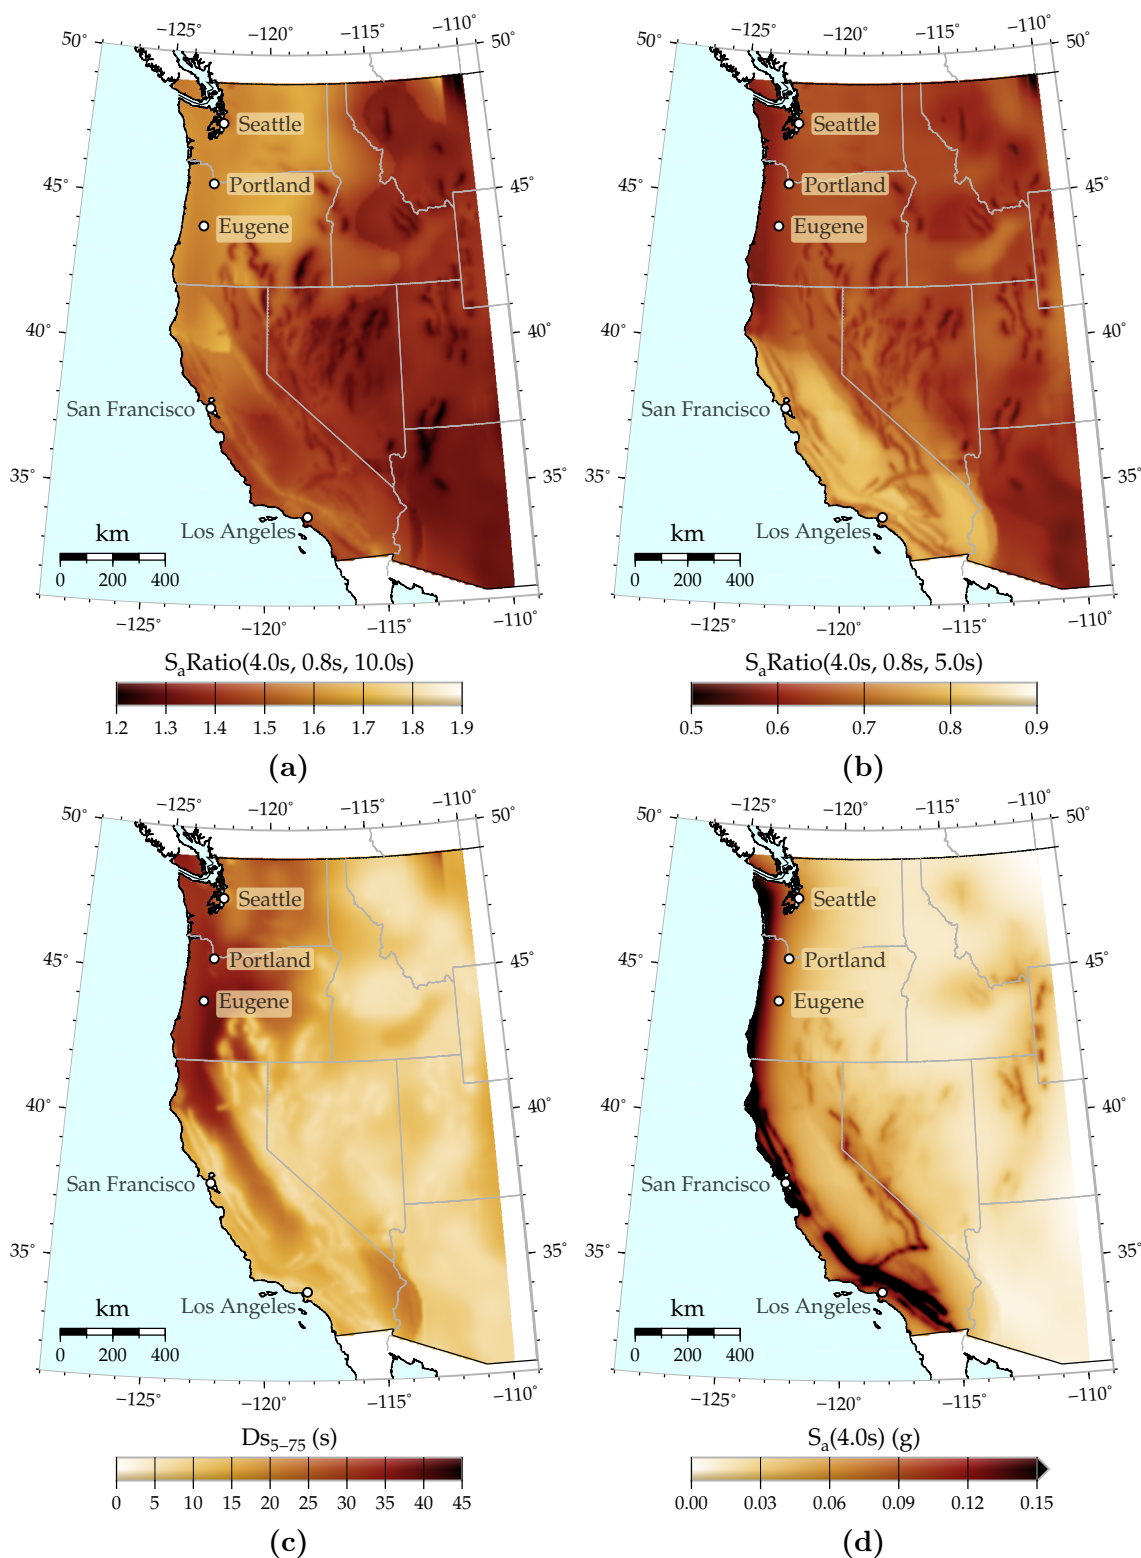 −125° −120° −115° −110°
50° 50°
Seattle
Portland
45° 45°
Eugene
40° 40°
San Francisco
35° 35°
Los Angeles
km
0 200 400
−125° −120° −115° −110°
SₐRatio(4.0s, 0.8s, 10.0s)
1.2 1.3 1.4 1.5 1.6 1.7 1.8 1.9
(a)
−125° −120° −115° −110°
50° 50°
Seattle
Portland
45° 45°
Eugene
40° 40°
San Francisco
35° 35°
Los Angeles
km
0 200 400
−125° −120° −115° −110°
SₐRatio(4.0s, 0.8s, 5.0s)
0.5 0.6 0.7 0.8 0.9
(b)
−125° −120° −115° −110°
50° 50°
Seattle
Portland
45° 45°
Eugene
40° 40°
San Francisco
35° 35°
Los Angeles
km
0 200 400
−125° −120° −115° −110°
Ds₅₋₇₅ (s)
0 5 10 15 20 25 30 35 40 45
(c)
−125° −120° −115° −110°
50° 50°
Seattle
Portland
45° 45°
Eugene
40° 40°
San Francisco
35° 35°
Los Angeles
km
0 200 400
−125° −120° −115° −110°
Sₐ(4.0s) (g)
0.00 0.03 0.06 0.09 0.12 0.15
(d)